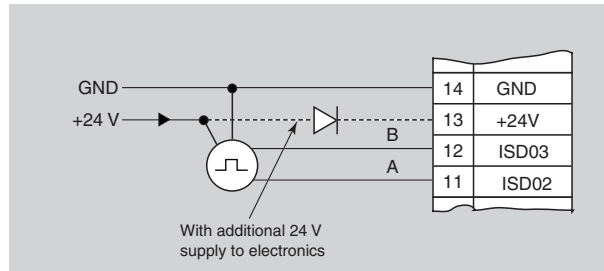 GND
+24 V
B
A
14 GND
13 +24V
12 ISD03
11 ISD02
With additional 24 V
supply to electronics